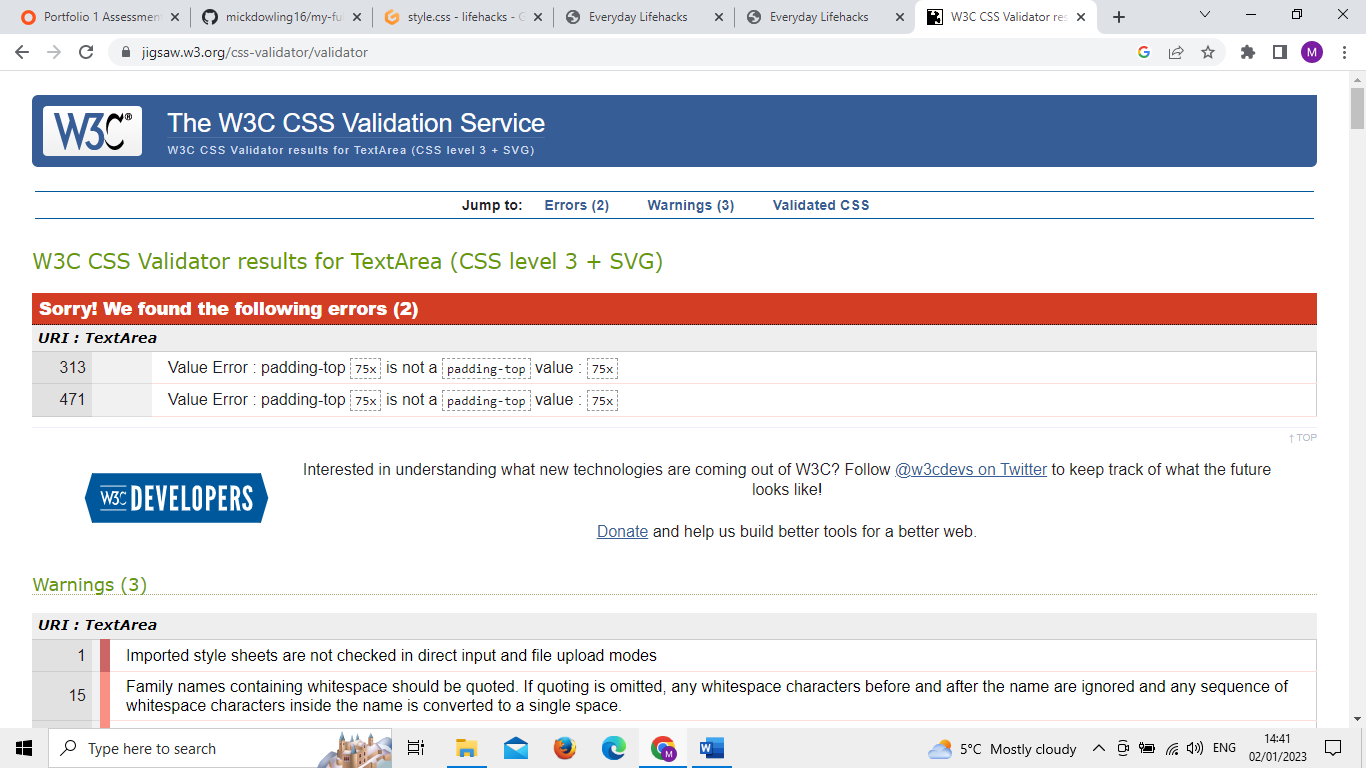 Portfolio 1 Assessmen
mickdowling16/my-ful
style.css - lifehacks - G
Everyday Lifehacks
Everyday Lifehacks
W3C CSS Validator res
jigsaw.w3.org/css-validator/validator
M
W3C®
The W3C CSS Validation Service
W3C CSS Validator results for TextArea (CSS level 3 + SVG)
Jump to: Errors (2) Warnings (3) Validated CSS
W3C CSS Validator results for TextArea (CSS level 3 + SVG)
Sorry! We found the following errors (2)
URI : TextArea
313 Value Error : padding-top 75x is not a padding-top value : 75x
471 Value Error : padding-top 75x is not a padding-top value : 75x
↑ TOP
W3C DEVELOPERS
Interested in understanding what new technologies are coming out of W3C? Follow @w3cdevs on Twitter to keep track of what the future
looks like!
Donate and help us build better tools for a better web.
Warnings (3)
URI : TextArea
1 Imported style sheets are not checked in direct input and file upload modes
15 Family names containing whitespace should be quoted. If quoting is omitted, any whitespace characters before and after the name are ignored and any sequence of
whitespace characters inside the name is converted to a single space.
Type here to search
M
W
5°C Mostly cloudy
ENG
14:41
02/01/2023